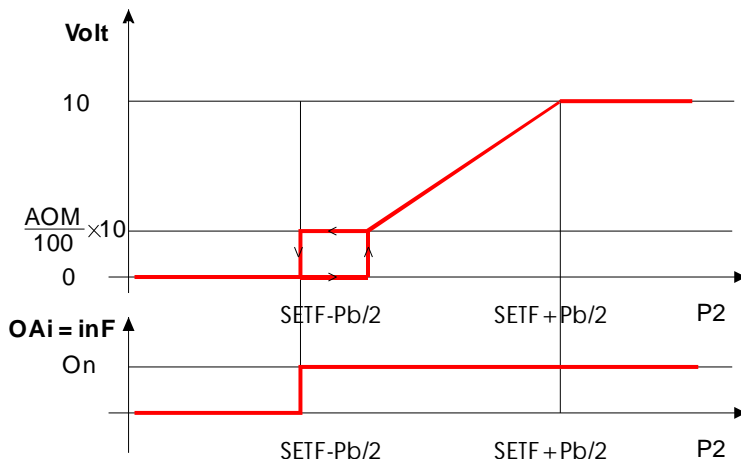 Volt
10
AOM
100 ×10
0
SETF-Pb/2 SETF+Pb/2 P2
OAi = inF
On
SETF-Pb/2 SETF+Pb/2 P2